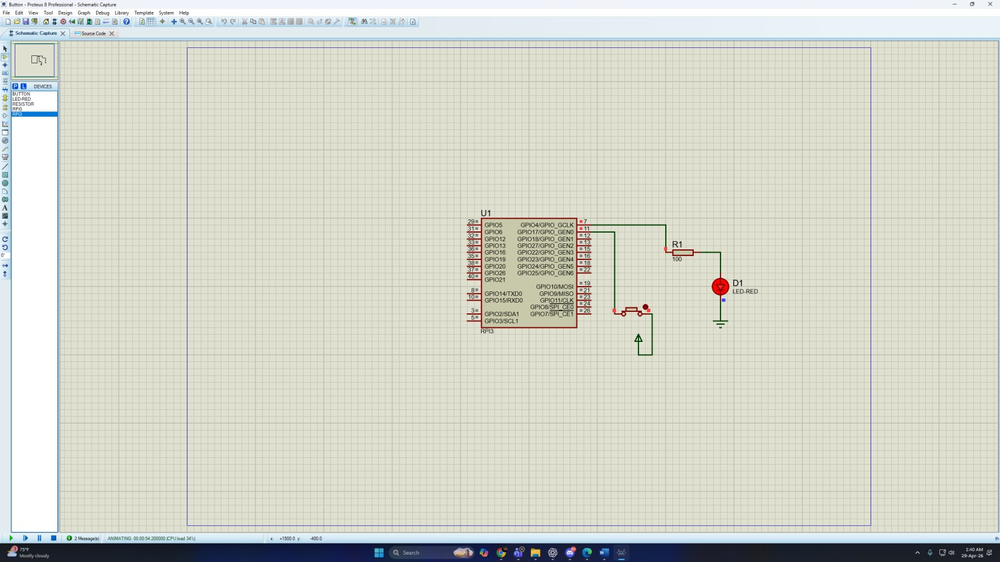 Button - Proteus 8 Professional - Schematic Capture
File Edit View Tool Design Graph Debug Library Template System Help
Schematic Capture Source Code
P L DEVICES
BUTTON
LED-RED
RESISTOR
RPI0
RPI3
0°
U1
29 GPIO5 GPIO4/GPIO_GCLK 7
31 GPIO6 GPIO17/GPIO_GEN0 11
32 GPIO12 GPIO18/GPIO_GEN1 12
33 GPIO13 GPIO27/GPIO_GEN2 13
36 GPIO16 GPIO22/GPIO_GEN3 15
35 GPIO19 GPIO23/GPIO_GEN4 16
38 GPIO20 GPIO24/GPIO_GEN5 18
37 GPIO26 GPIO25/GPIO_GEN6 22
40 GPIO21
GPIO10/MOSI 19
8 GPIO14/TXD0 GPIO9/MISO 21
10 GPIO15/RXD0 GPIO11/CLK 23
GPIO8/SPI_CE0 24
3 GPIO2/SDA1 GPIO7/SPI_CE1 26
5 GPIO3/SCL1
RPI3
R1
100
D1
LED-RED
2 Message(s) ANIMATING: 00:00:54.200000 (CPU load 34%) x: +1500.0 y: -400.0 th
75°F
Mostly cloudy
Search
1:40 AM
29-Apr-26